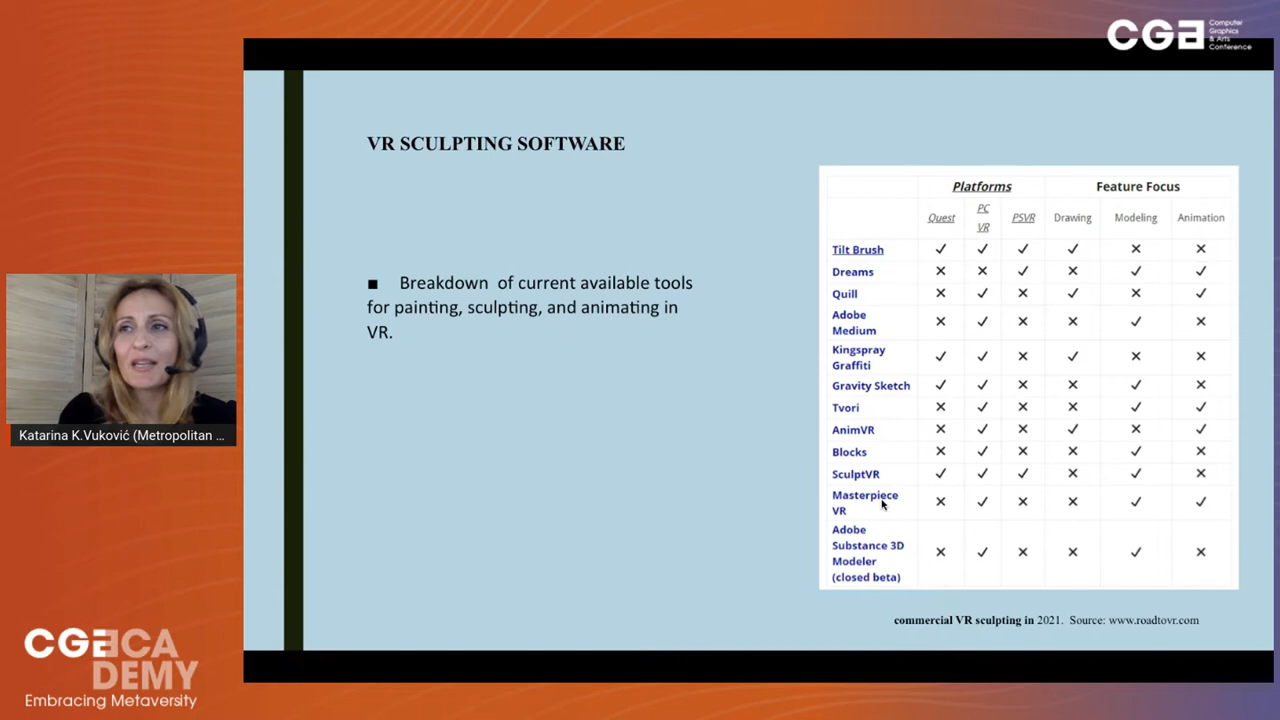 CGA Computer
Graphics
& Arts
Conference
VR SCULPTING SOFTWARE
■ Breakdown of current available tools
for painting, sculpting, and animating in
VR.
Platforms Feature Focus
Quest PC VR PSVR Drawing Modeling Animation
Tilt Brush ✓ ✓ ✓ ✓ ✕ ✕
Dreams ✕ ✕ ✓ ✕ ✓ ✓
Quill ✕ ✓ ✕ ✓ ✕ ✓
Adobe Medium ✕ ✓ ✕ ✕ ✓ ✕
Kingspray Graffiti ✓ ✓ ✕ ✓ ✕ ✕
Gravity Sketch ✓ ✓ ✕ ✕ ✓ ✕
Tvori ✕ ✓ ✕ ✕ ✓ ✓
AnimVR ✕ ✓ ✕ ✓ ✕ ✓
Blocks ✕ ✓ ✕ ✕ ✓ ✕
SculptVR ✓ ✓ ✓ ✕ ✓ ✕
Masterpiece VR ✕ ✓ ✕ ✕ ✓ ✓
Adobe Substance 3D Modeler (closed beta) ✕ ✓ ✕ ✕ ✓ ✕
commercial VR sculpting in 2021. Source: www.roadtovr.com
Katarina K.Vuković (Metropolitan ...
CGACA
DEMY
Embracing Metaversity